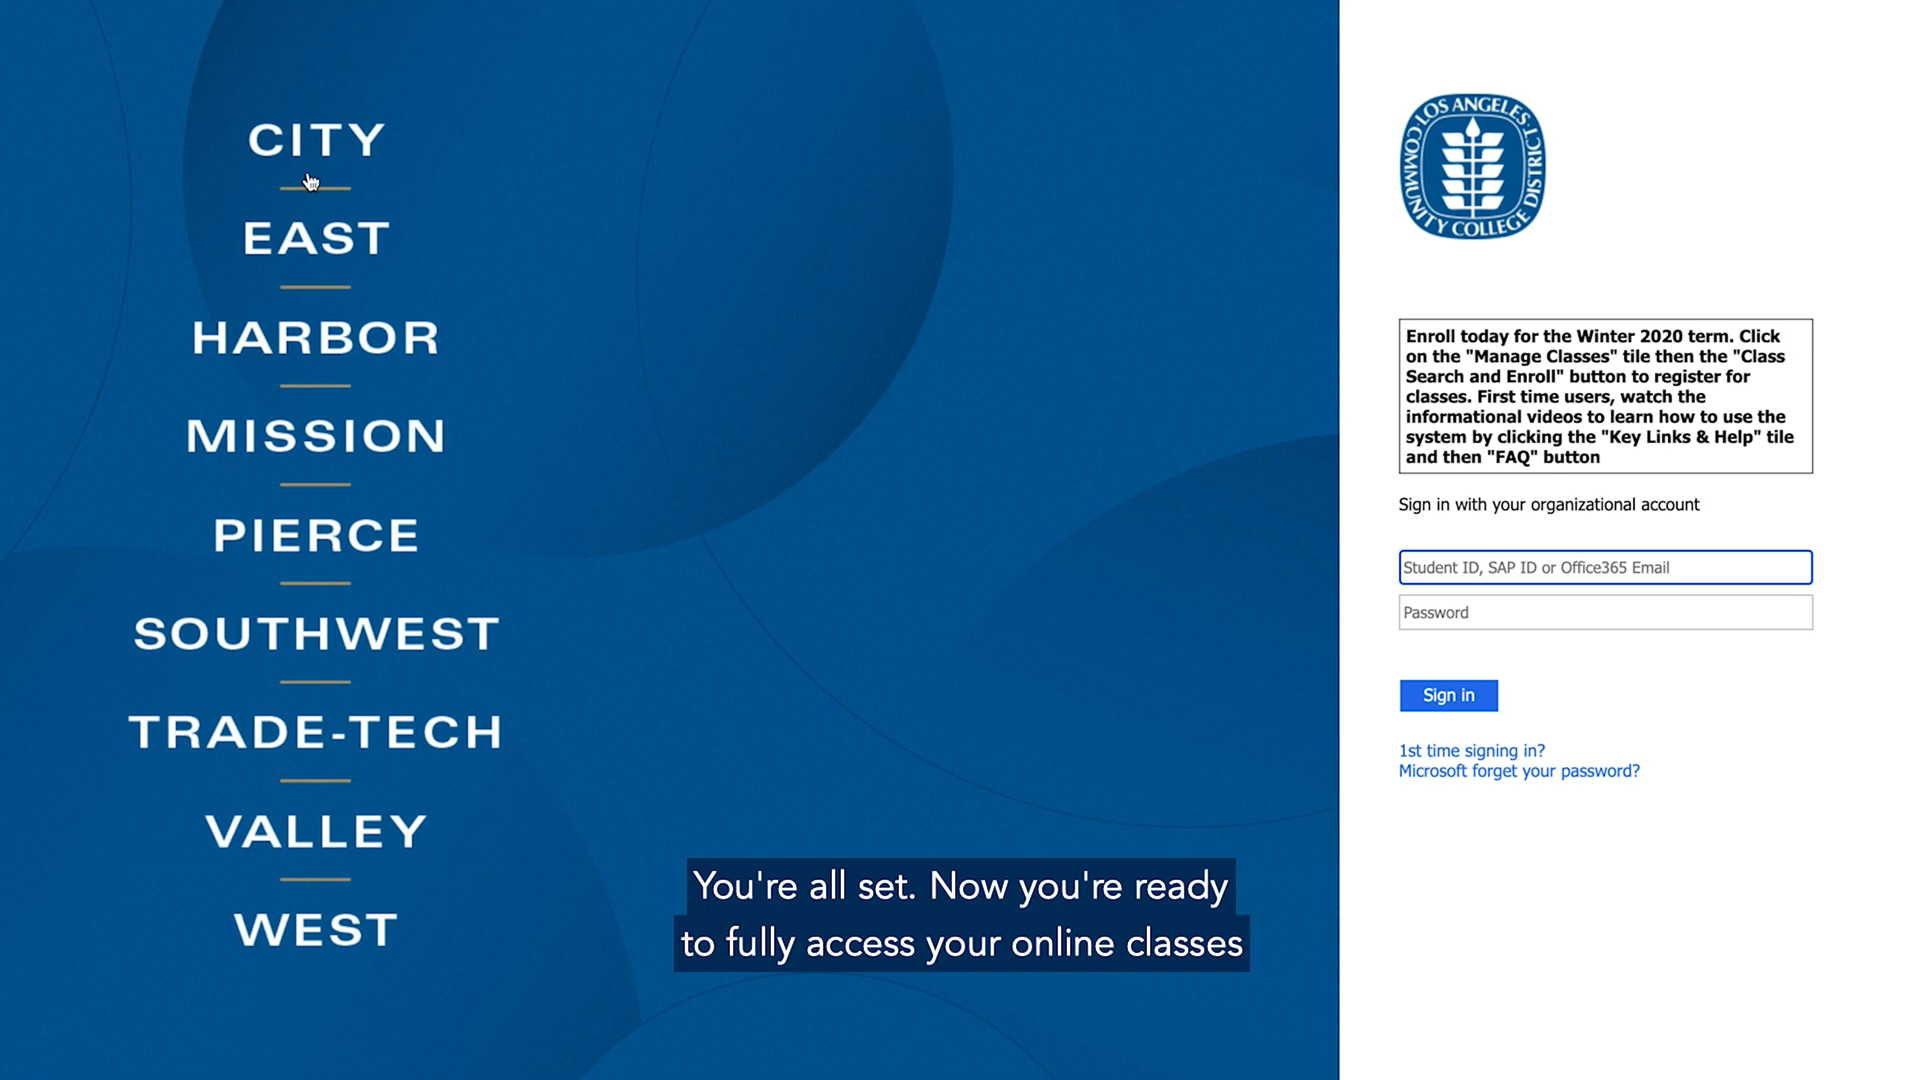 CITY
EAST
HARBOR
MISSION
PIERCE
SOUTHWEST
TRADE-TECH
VALLEY
WEST
You're all set. Now you're ready
to fully access your online classes
LOS ANGELES
COMMUNITY COLLEGE DISTRICT
Enroll today for the Winter 2020 term. Click
on the "Manage Classes" tile then the "Class
Search and Enroll" button to register for
classes. First time users, watch the
informational videos to learn how to use the
system by clicking the "Key Links & Help" tile
and then "FAQ" button
Sign in with your organizational account
Student ID, SAP ID or Office365 Email
Password
Sign in
1st time signing in?
Microsoft forget your password?